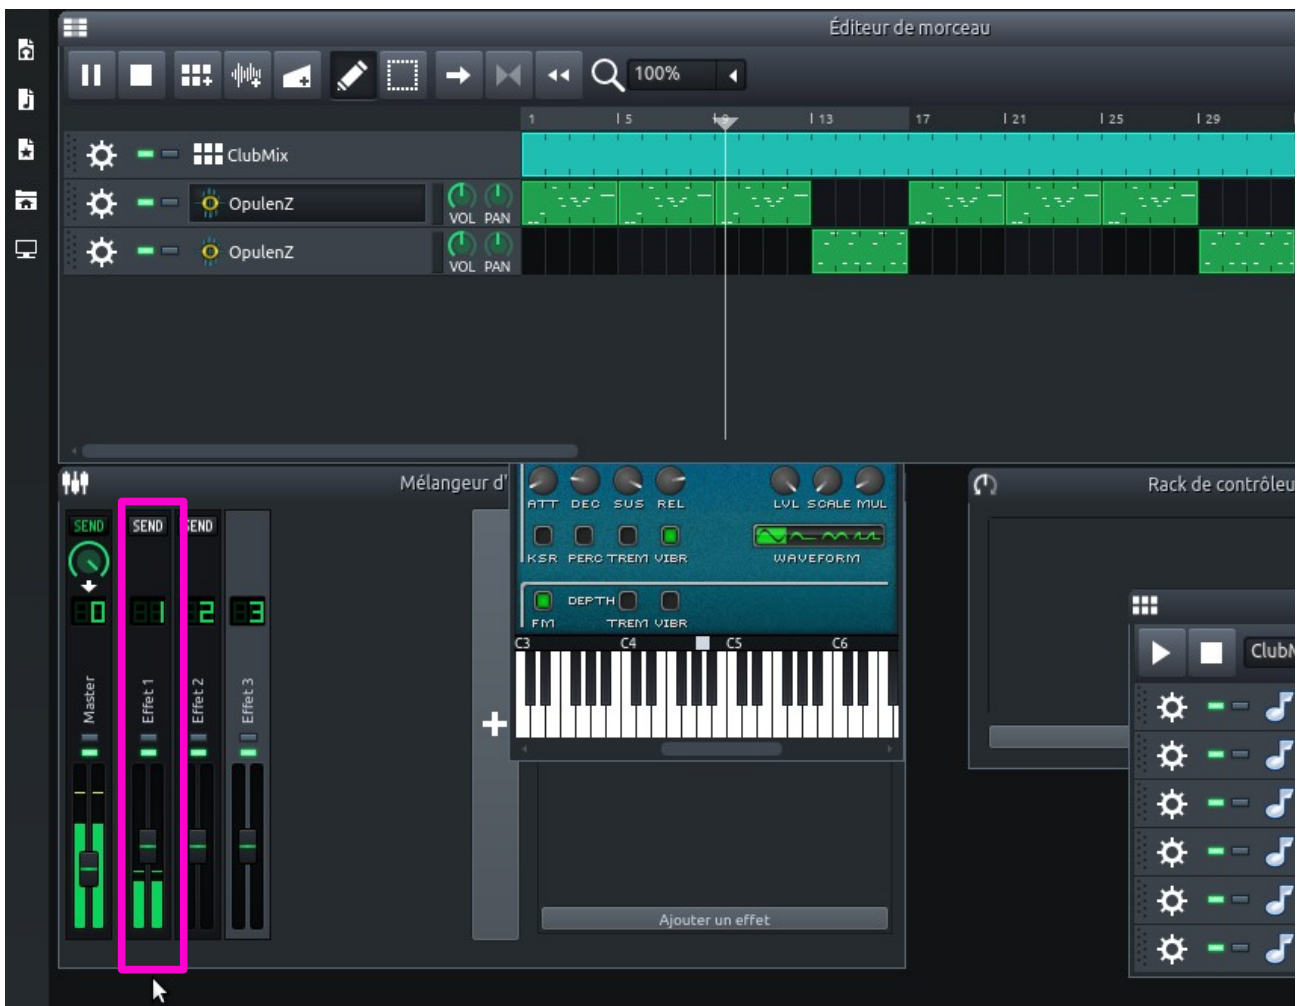 Éditeur de morceau
100%
1 5 9 13 17 21 25 29
ClubMix
OpulenZ
VOL PAN
OpulenZ
VOL PAN
Mélangeur d'
SEND SEND SEND
0 1 2 3
Master
Effet 1
Effet 2
Effet 3
ATT DEC SUS REL LVL SCALE MUL
KSR PERC TREM VIBR WAVEFORM
DEPTH
FM TREM VIBR
C3 C4 C5 C6
Ajouter un effet
Rack de contrôleu
ClubM